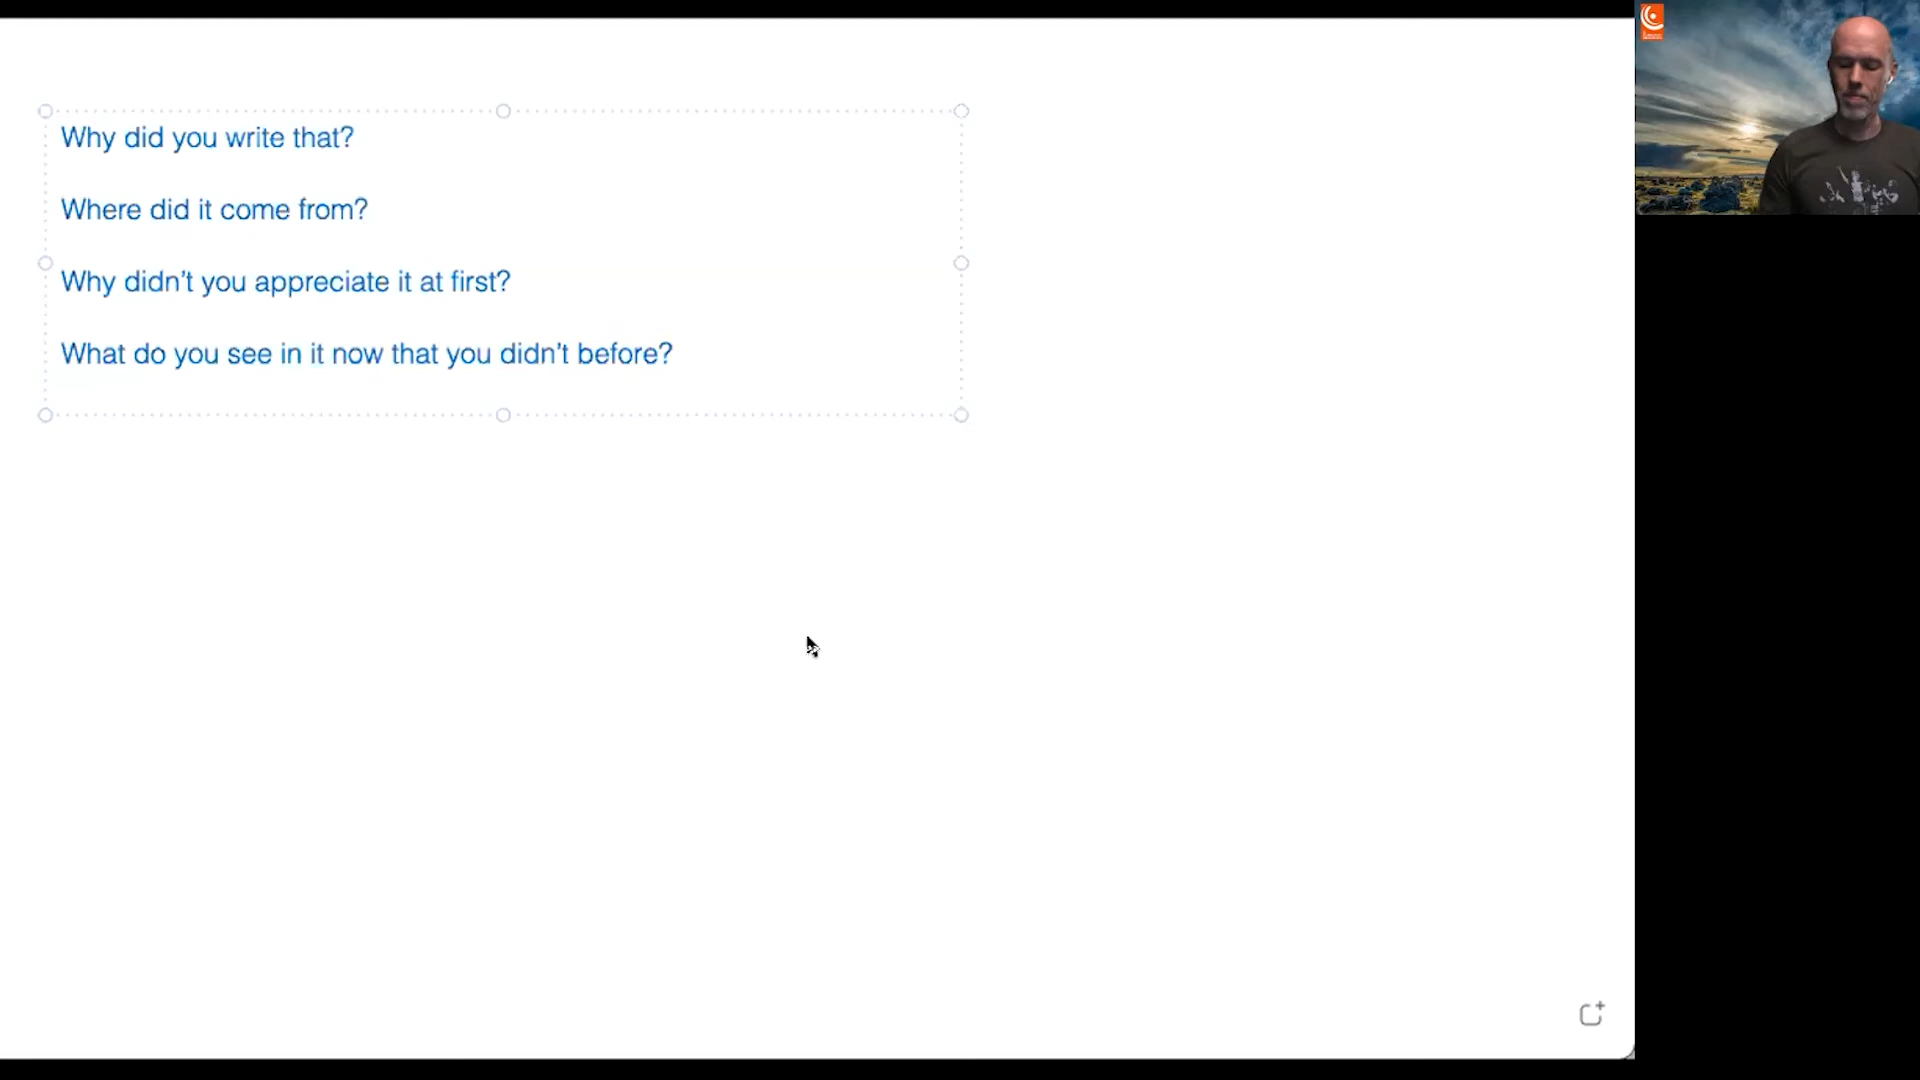 Why did you write that?
Where did it come from?
Why didn't you appreciate it at first?
What do you see in it now that you didn't before?